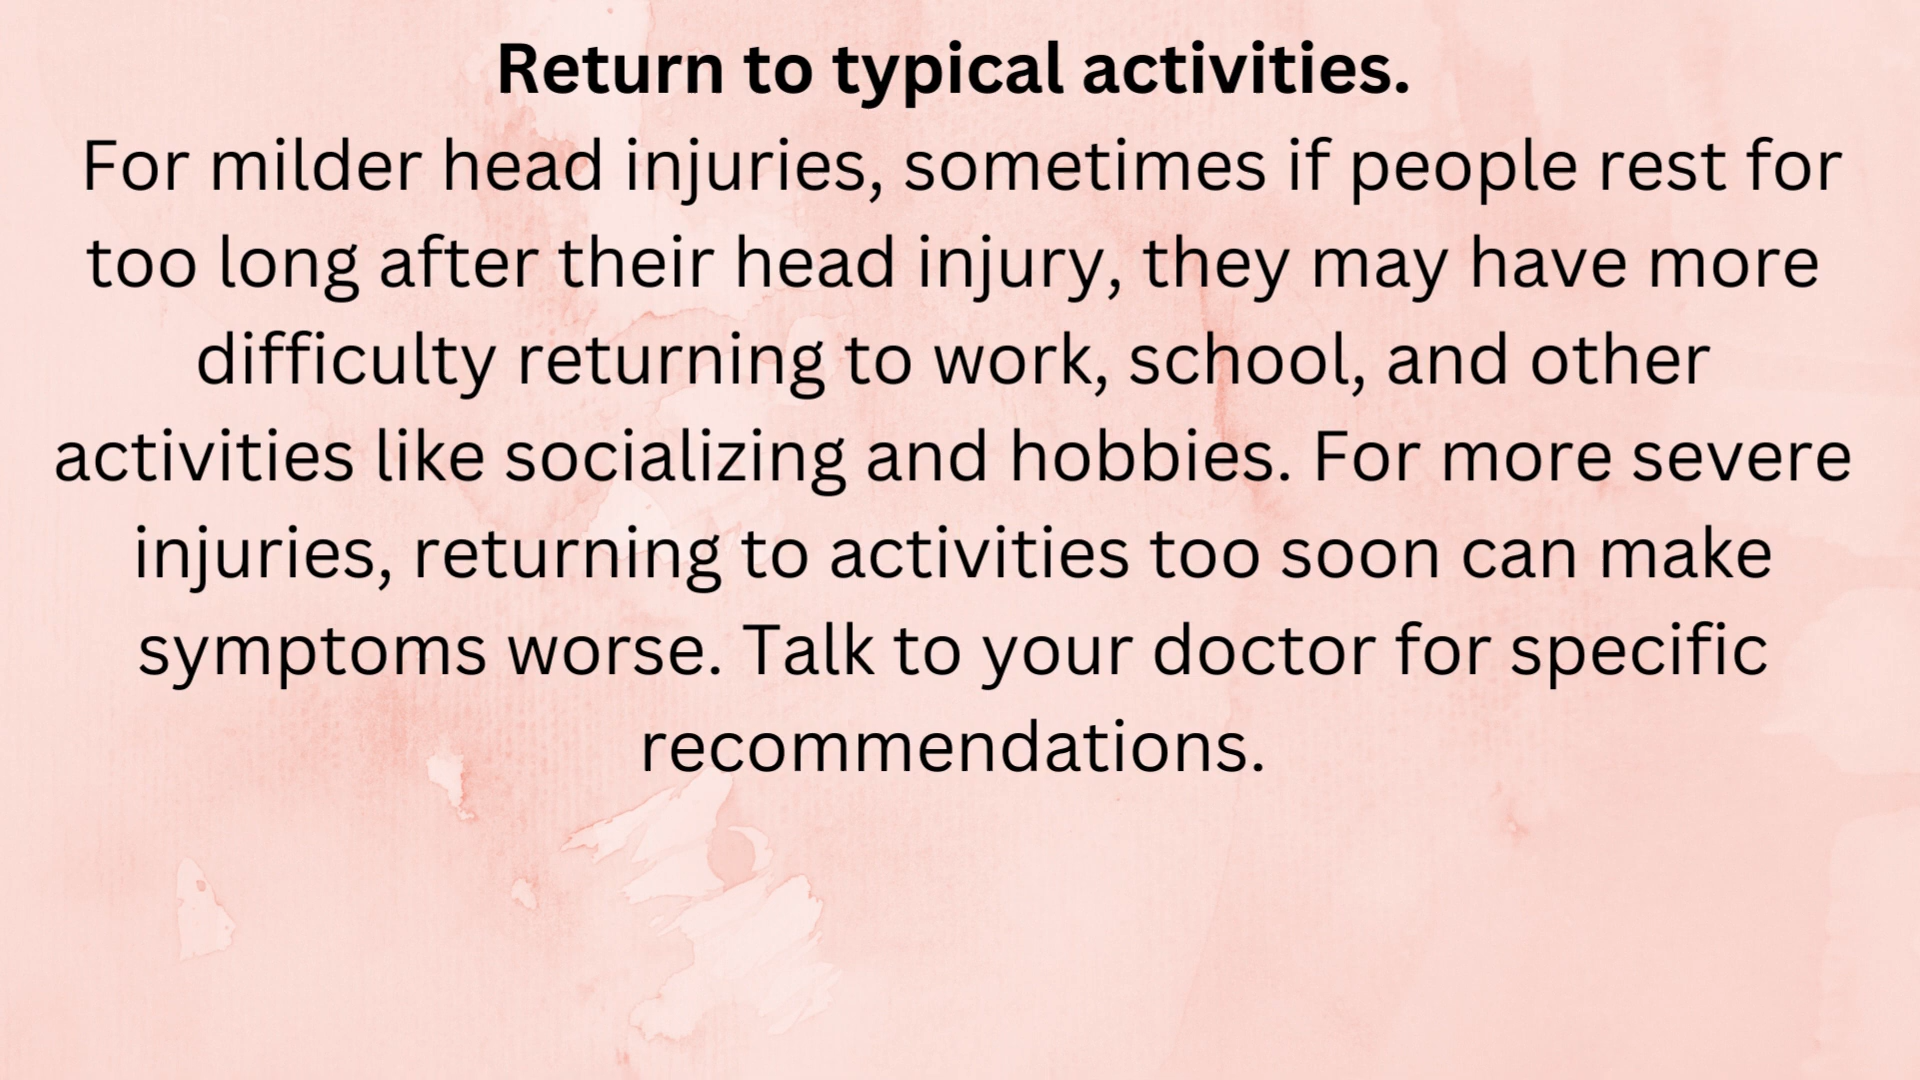 Return to typical activities.
For milder head injuries, sometimes if people rest for
too long after their head injury, they may have more
difficulty returning to work, school, and other
activities like socializing and hobbies. For more severe
injuries, returning to activities too soon can make
symptoms worse. Talk to your doctor for specific
recommendations.